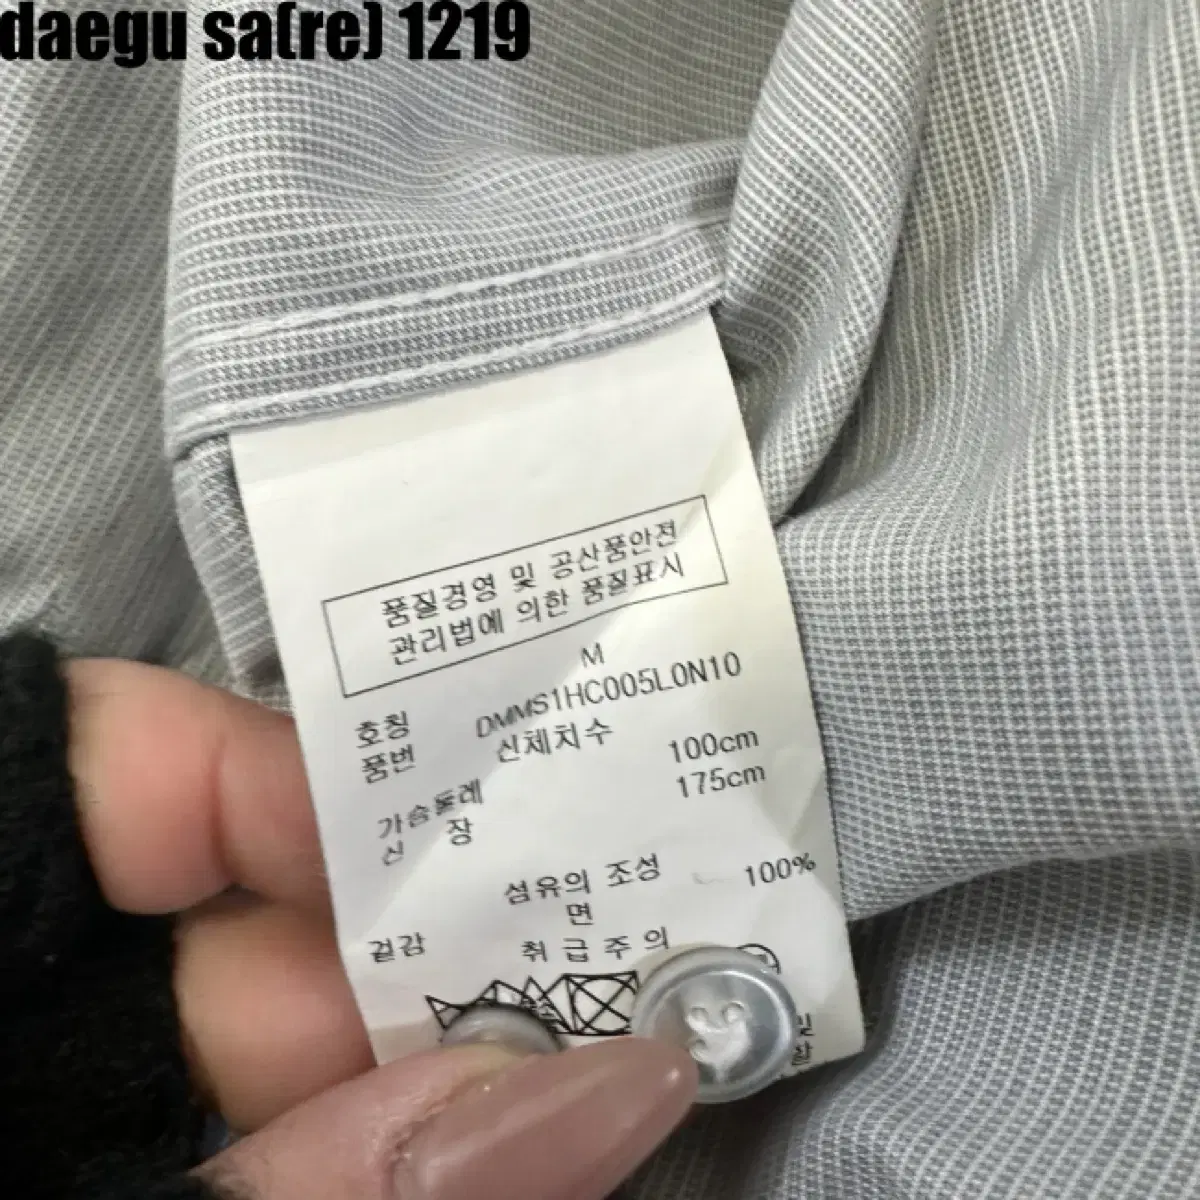 daegu sa(re) 1219
품질경영 및 공산품안전
관리법에 의한 품질표시
호칭 M
품번 DMMS1HC005L0N10
신체치수
가슴둘레 100cm
신 장 175cm
섬유의 조성
겉감 면 100%
취 급 주 의